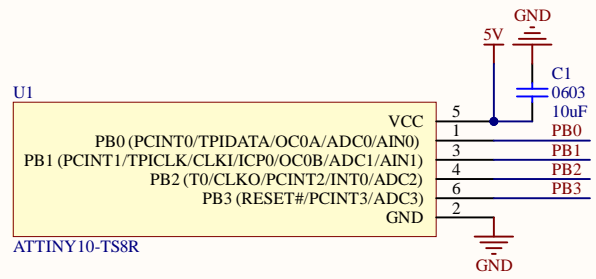 GND
5V
C1
0603
10uF
U1
VCC 5
PB0 (PCINT0/TPIDATA/OC0A/ADC0/AIN0) 1 PB0
PB1 (PCINT1/TPICLK/CLKI/ICP0/OC0B/ADC1/AIN1) 3 PB1
PB2 (T0/CLKO/PCINT2/INT0/ADC2) 4 PB2
PB3 (RESET#/PCINT3/ADC3) 6 PB3
GND 2
ATTINY10-TS8R
GND